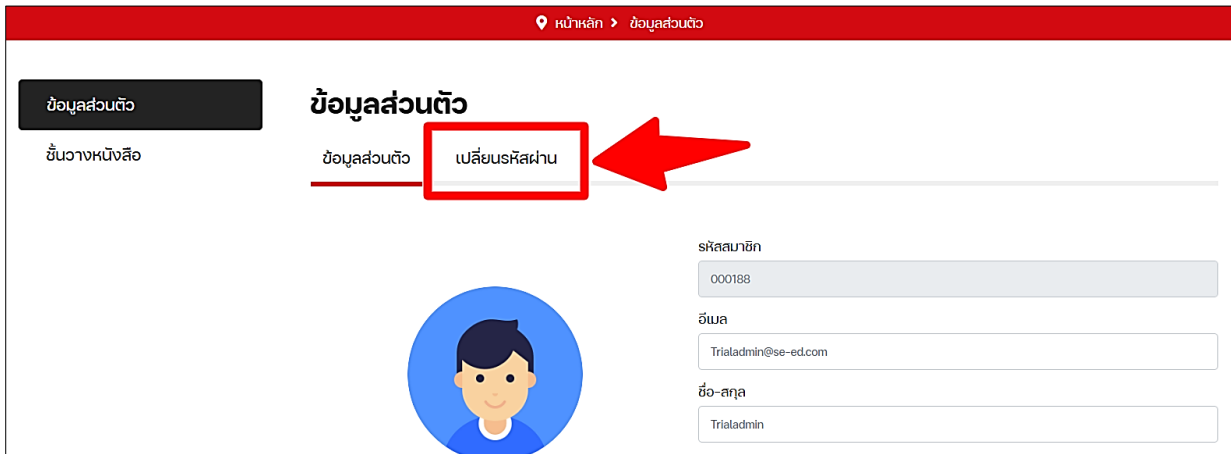 หน้าหลัก > ข้อมูลส่วนตัว
ข้อมูลส่วนตัว
ชั้นวางหนังสือ
ข้อมูลส่วนตัว
ข้อมูลส่วนตัว เปลี่ยนรหัสผ่าน
รหัสสมาชิก
000188
อีเมล
Trialadmin@se-ed.com
ชื่อ-สกุล
Trialadmin